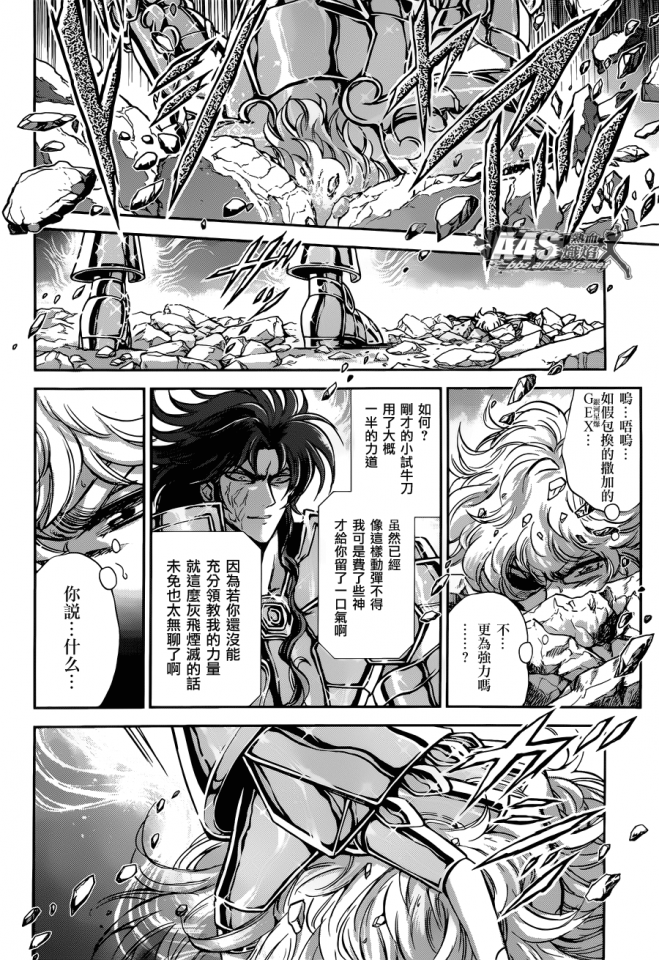 A4S
熱血
bbs.al4seiya.net
嗚…唔嗚…
如假包換的撒加的
GEX…
銀河星爆
不…
更為強力嗎
……？
如何？
剛才的小試牛刀
用了大概
一半的力道
雖然已經
像這樣動彈不得
我可是費了些神
才給你留了一口氣啊
因為若你還沒能
充分領教我的力量
就這麼灰飛煙滅的話
未免也太無聊了啊
你說…什么…